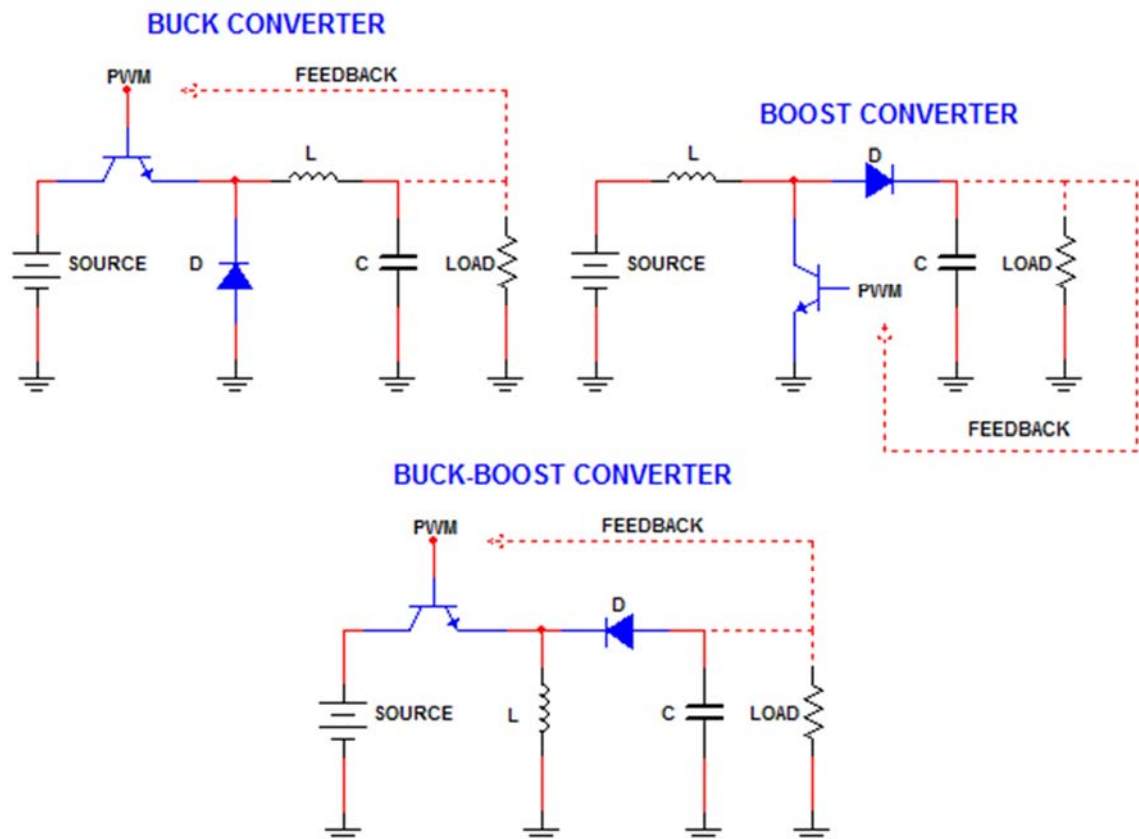 BUCK CONVERTER
PWM
FEEDBACK
L
SOURCE
D
C
LOAD
BOOST CONVERTER
L
D
SOURCE
C
LOAD
PWM
FEEDBACK
BUCK-BOOST CONVERTER
PWM
FEEDBACK
D
SOURCE
L
C
LOAD